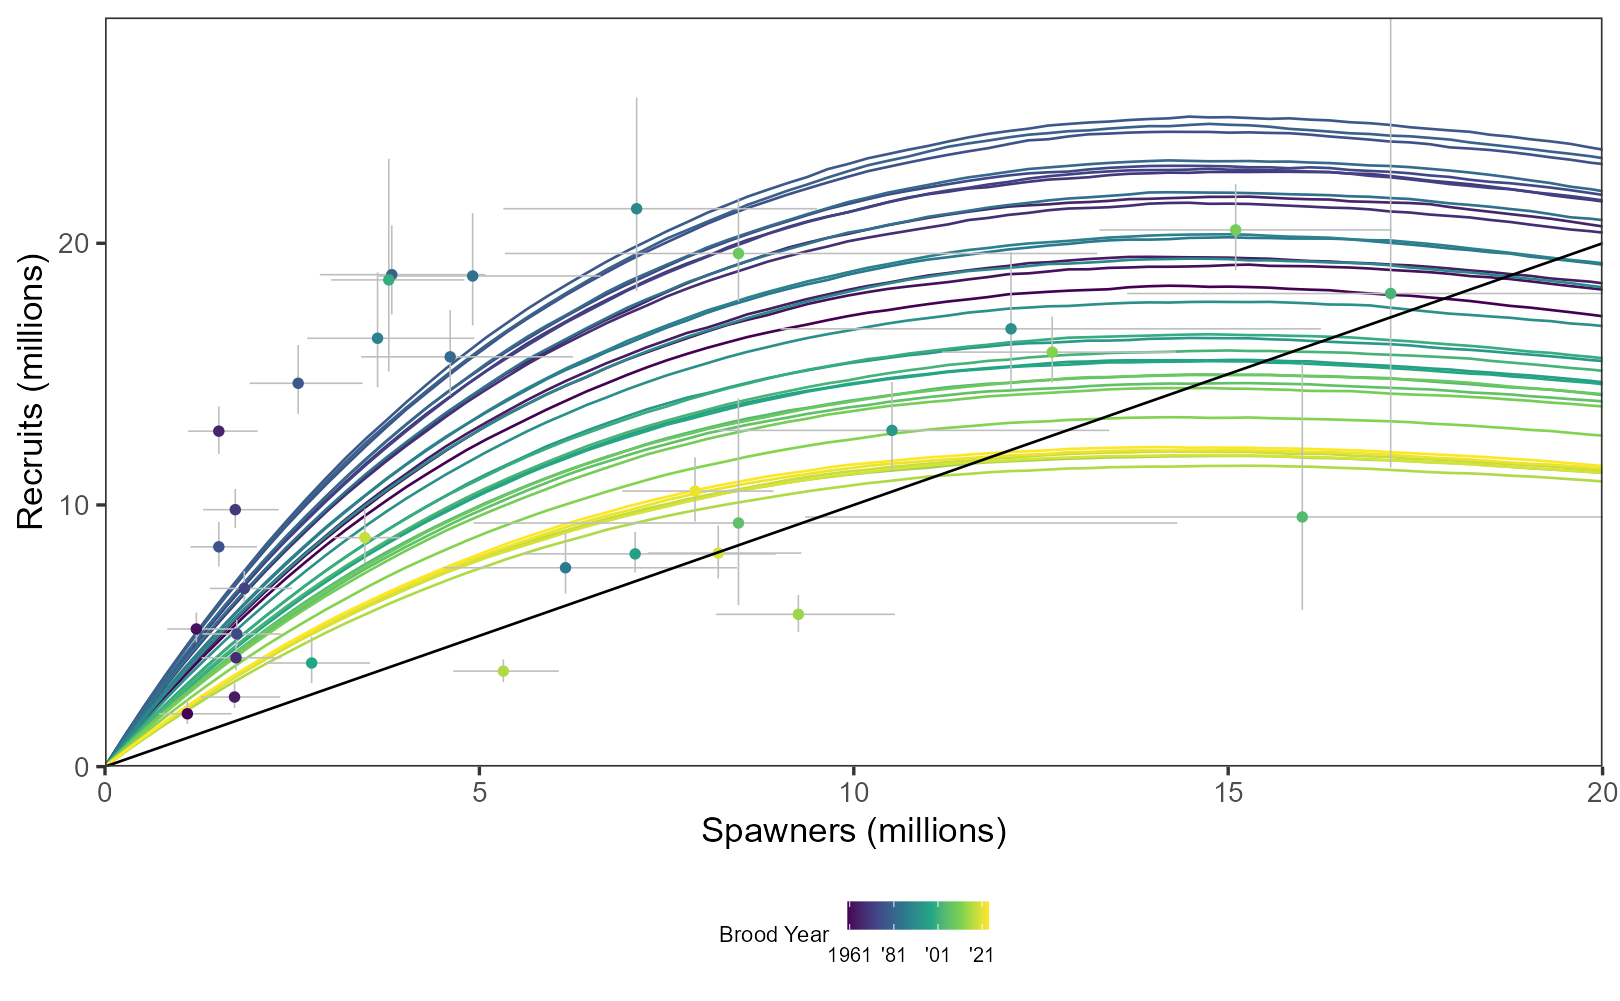 Recruits (millions)
20
10
0
0 5 10 15 20
Spawners (millions)
Brood Year
1961 '81 '01 '21